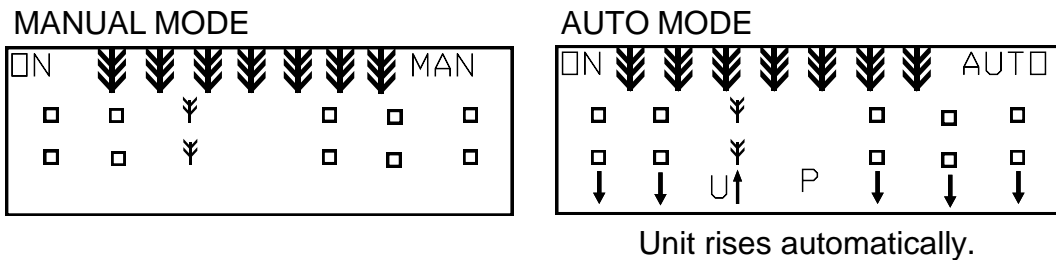 MANUAL MODE
AUTO MODE
ON MAN
ON AUTO
U P
Unit rises automatically.